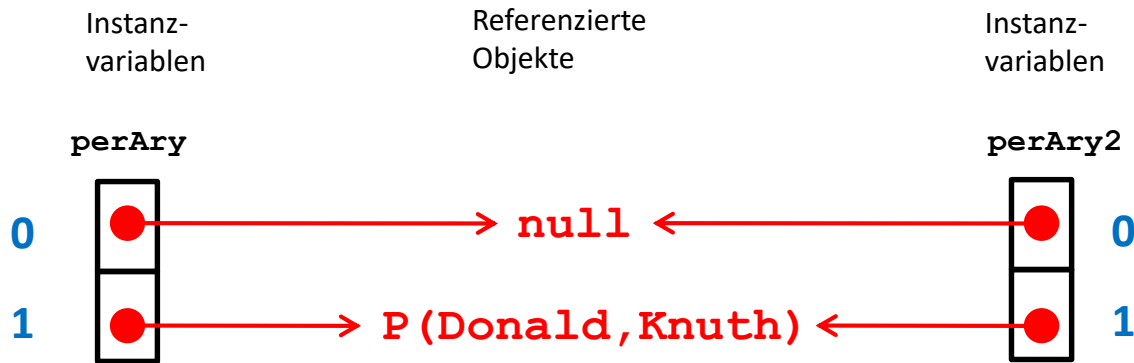 Instanz-
variablen
Referenzierte
Objekte
Instanz-
variablen
perAry
perAry2
0
null
0
1
P(Donald,Knuth)
1